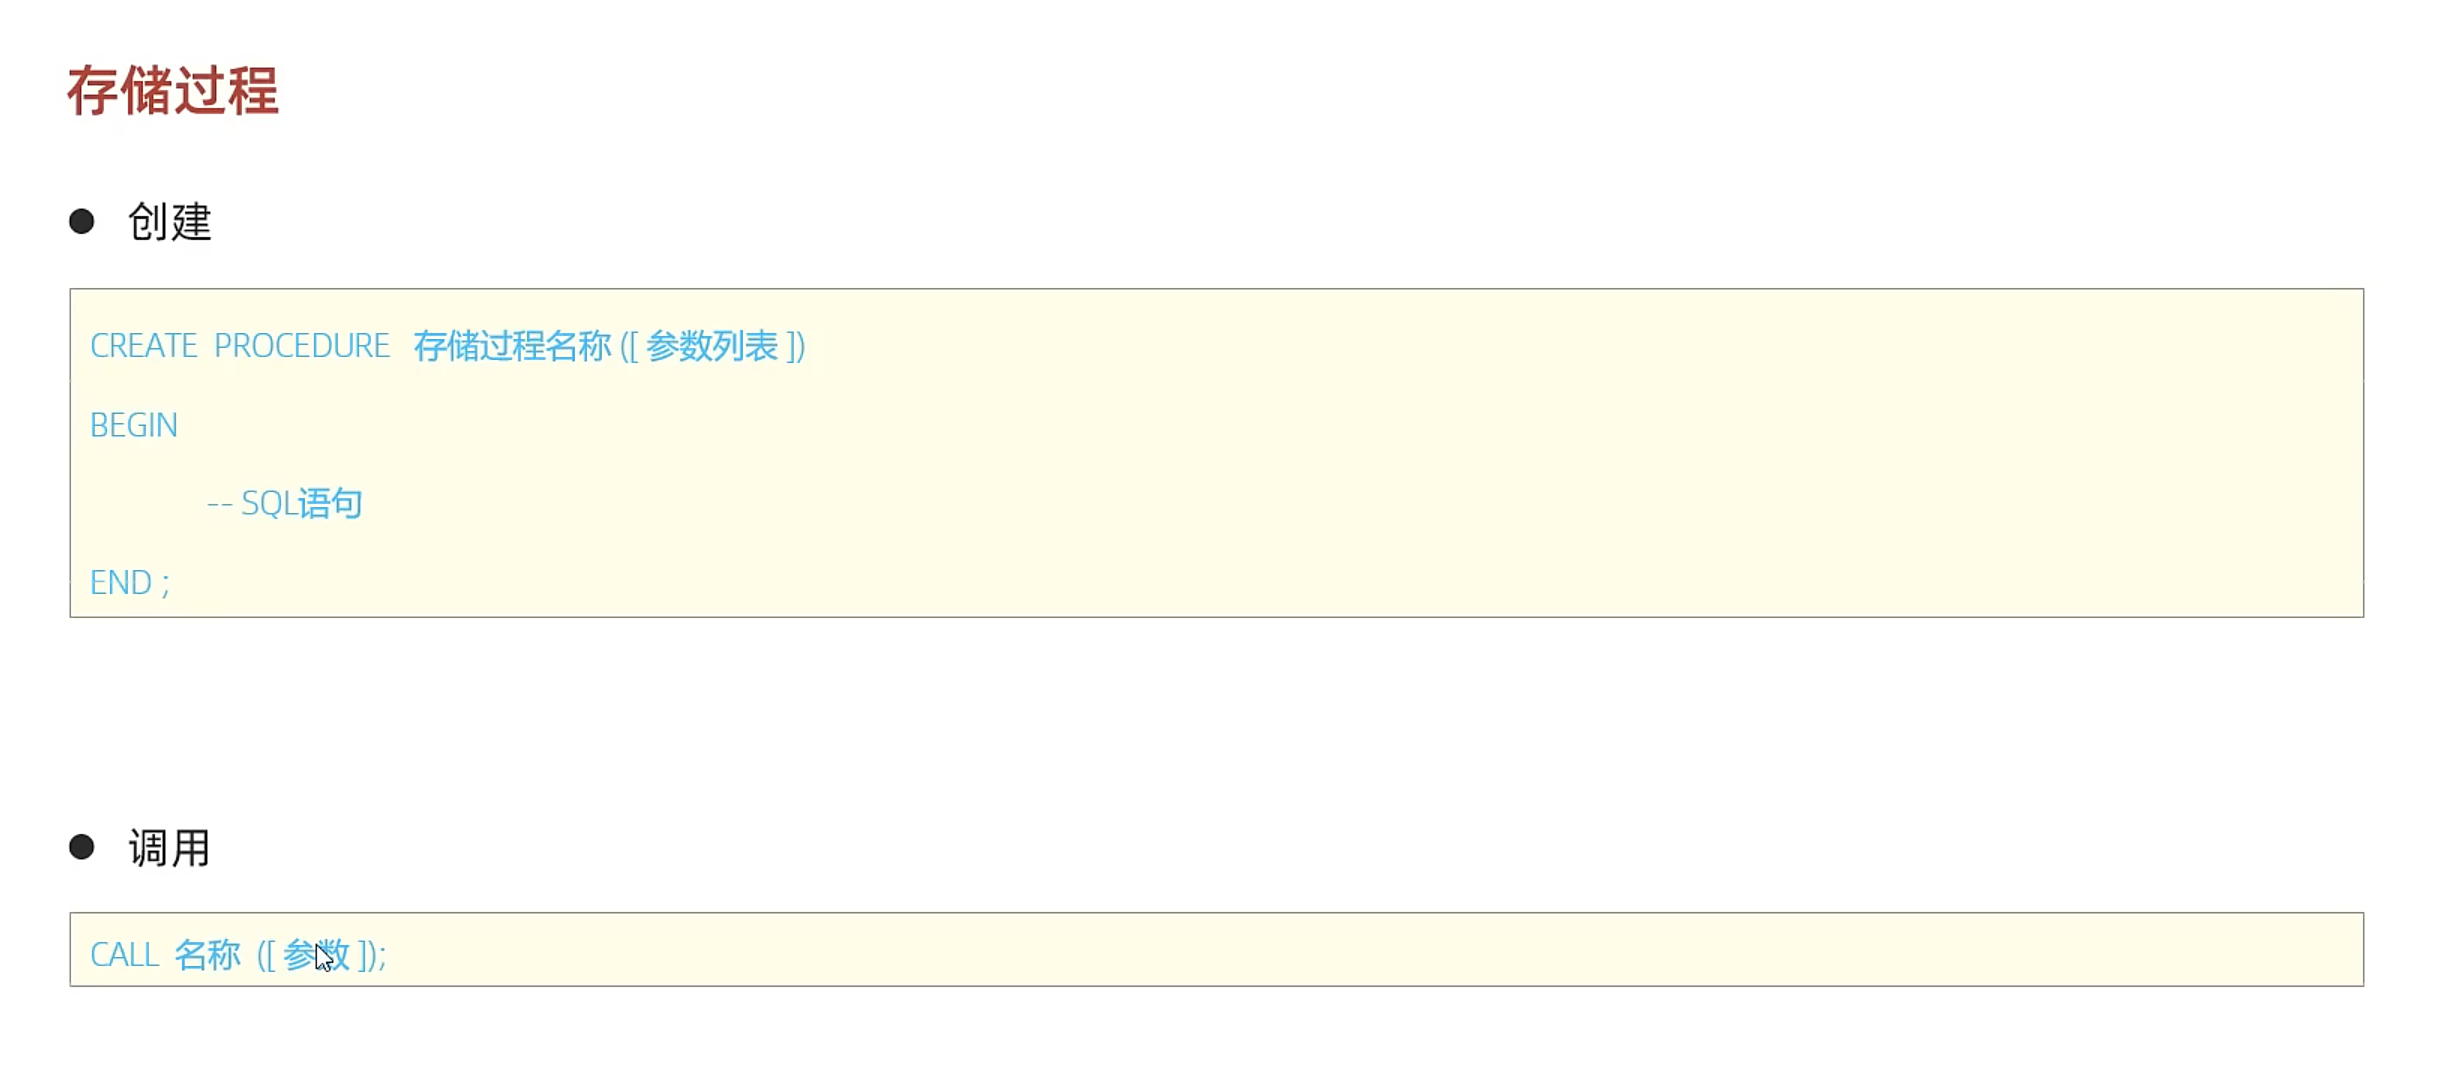 存储过程
● 创建
CREATE PROCEDURE 存储过程名称 ([ 参数列表 ])
BEGIN
-- SQL语句
END ;
● 调用
CALL 名称 ([ 参数 ]);